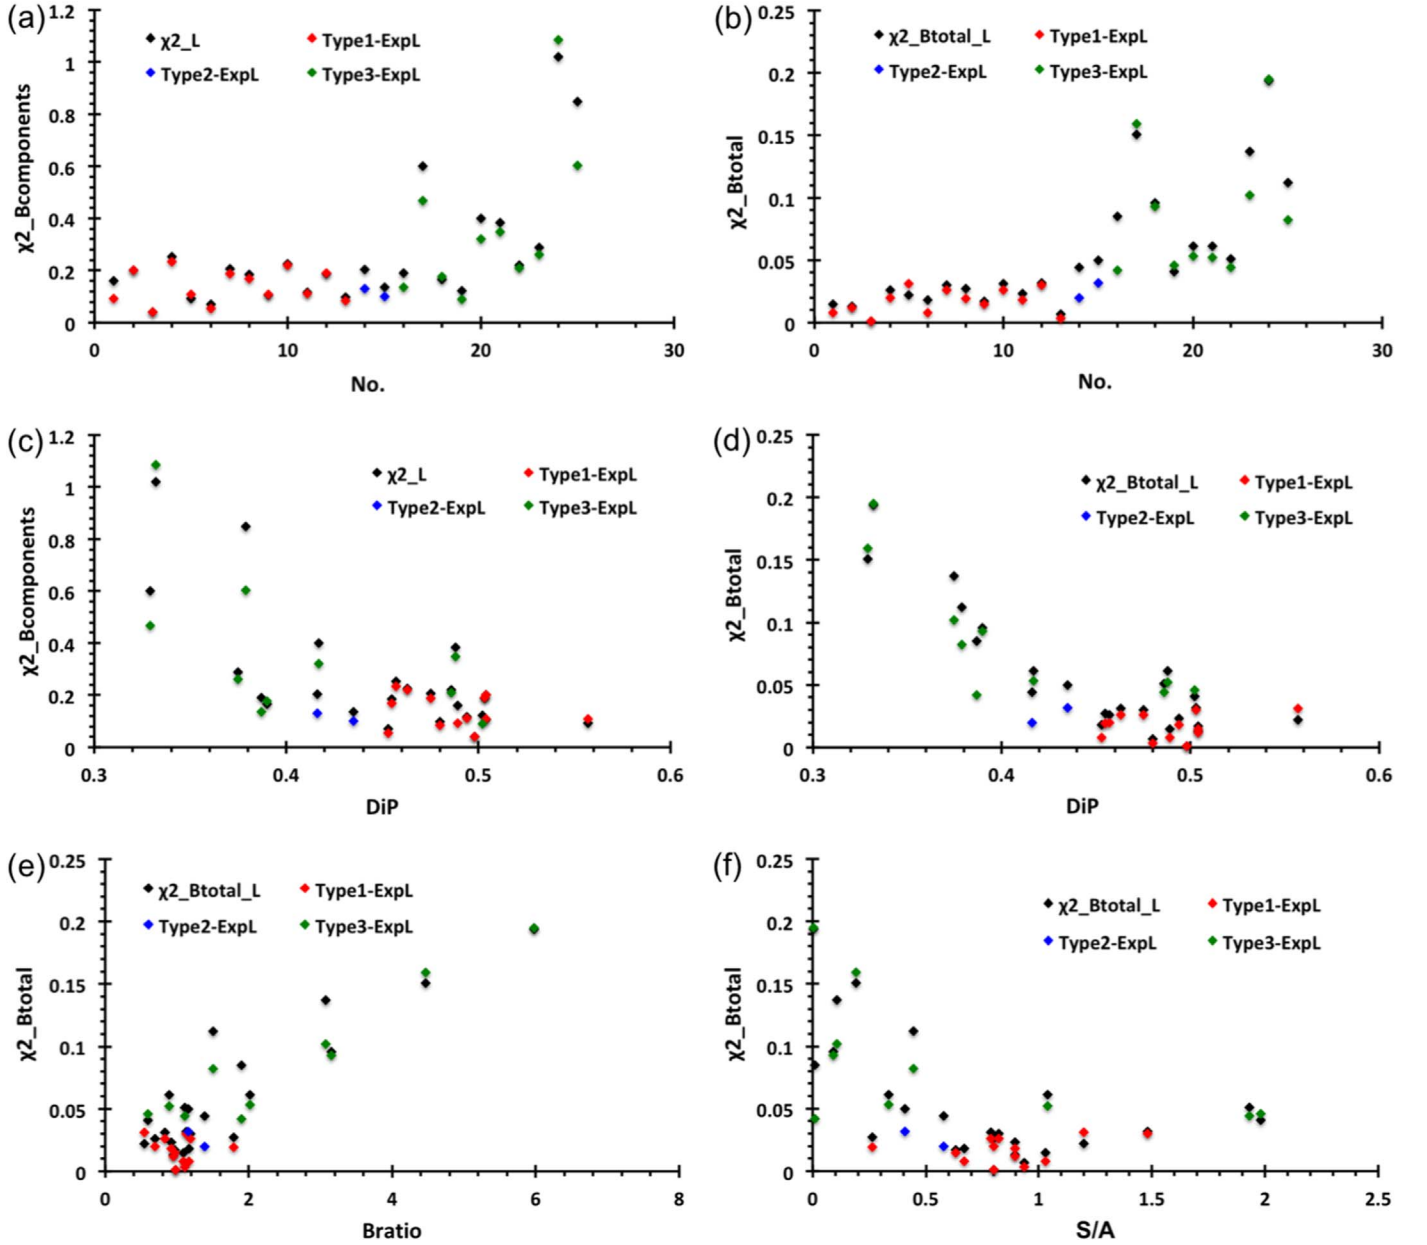 (a)
1.2
1
0.8
0.6
0.4
0.2
0
χ2_Bcomponents
χ2_L
Type1-ExpL
Type2-ExpL
Type3-ExpL
0 10 20 30
No.
(b)
0.25
0.2
0.15
0.1
0.05
0
χ2_Btotal
χ2_Btotal_L
Type1-ExpL
Type2-ExpL
Type3-ExpL
0 10 20 30
No.
(c)
1.2
1
0.8
0.6
0.4
0.2
0
χ2_Bcomponents
χ2_L
Type1-ExpL
Type2-ExpL
Type3-ExpL
0.3 0.4 0.5 0.6
DiP
(d)
0.25
0.2
0.15
0.1
0.05
0
χ2_Btotal
χ2_Btotal_L
Type1-ExpL
Type2-ExpL
Type3-ExpL
0.3 0.4 0.5 0.6
DiP
(e)
0.25
0.2
0.15
0.1
0.05
0
χ2_Btotal
χ2_Btotal_L
Type1-ExpL
Type2-ExpL
Type3-ExpL
0 2 4 6 8
Bratio
(f)
0.25
0.2
0.15
0.1
0.05
0
χ2_Btotal
χ2_Btotal_L
Type1-ExpL
Type2-ExpL
Type3-ExpL
0 0.5 1 1.5 2 2.5
S/A